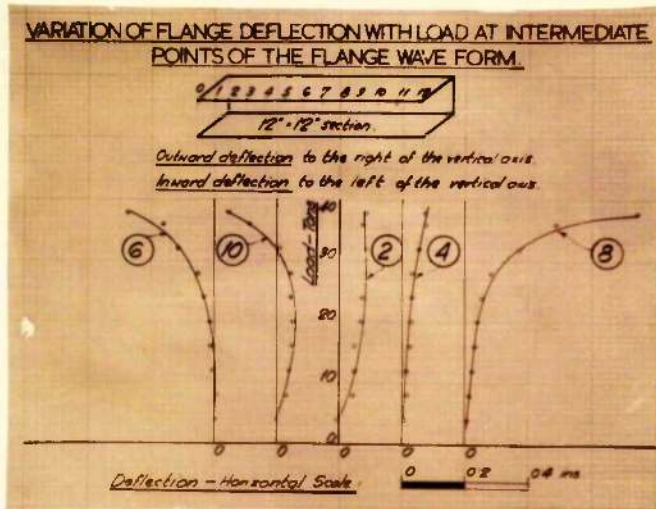 VARIATION OF FLANGE DEFLECTION WITH LOAD AT INTERMEDIATE
POINTS OF THE FLANGE WAVE FORM.
0 1 2 3 4 5 6 7 8 9 10 11 12
12" × 12" section.
Outward deflection to the right of the vertical axis.
Inward deflection to the left of the vertical axis.
40
6 10 Load-Tons 2 4 8
30
20
10
0
0 0 0 0 0
0 0.2 0.4 ins
Deflection - Horizontal Scale